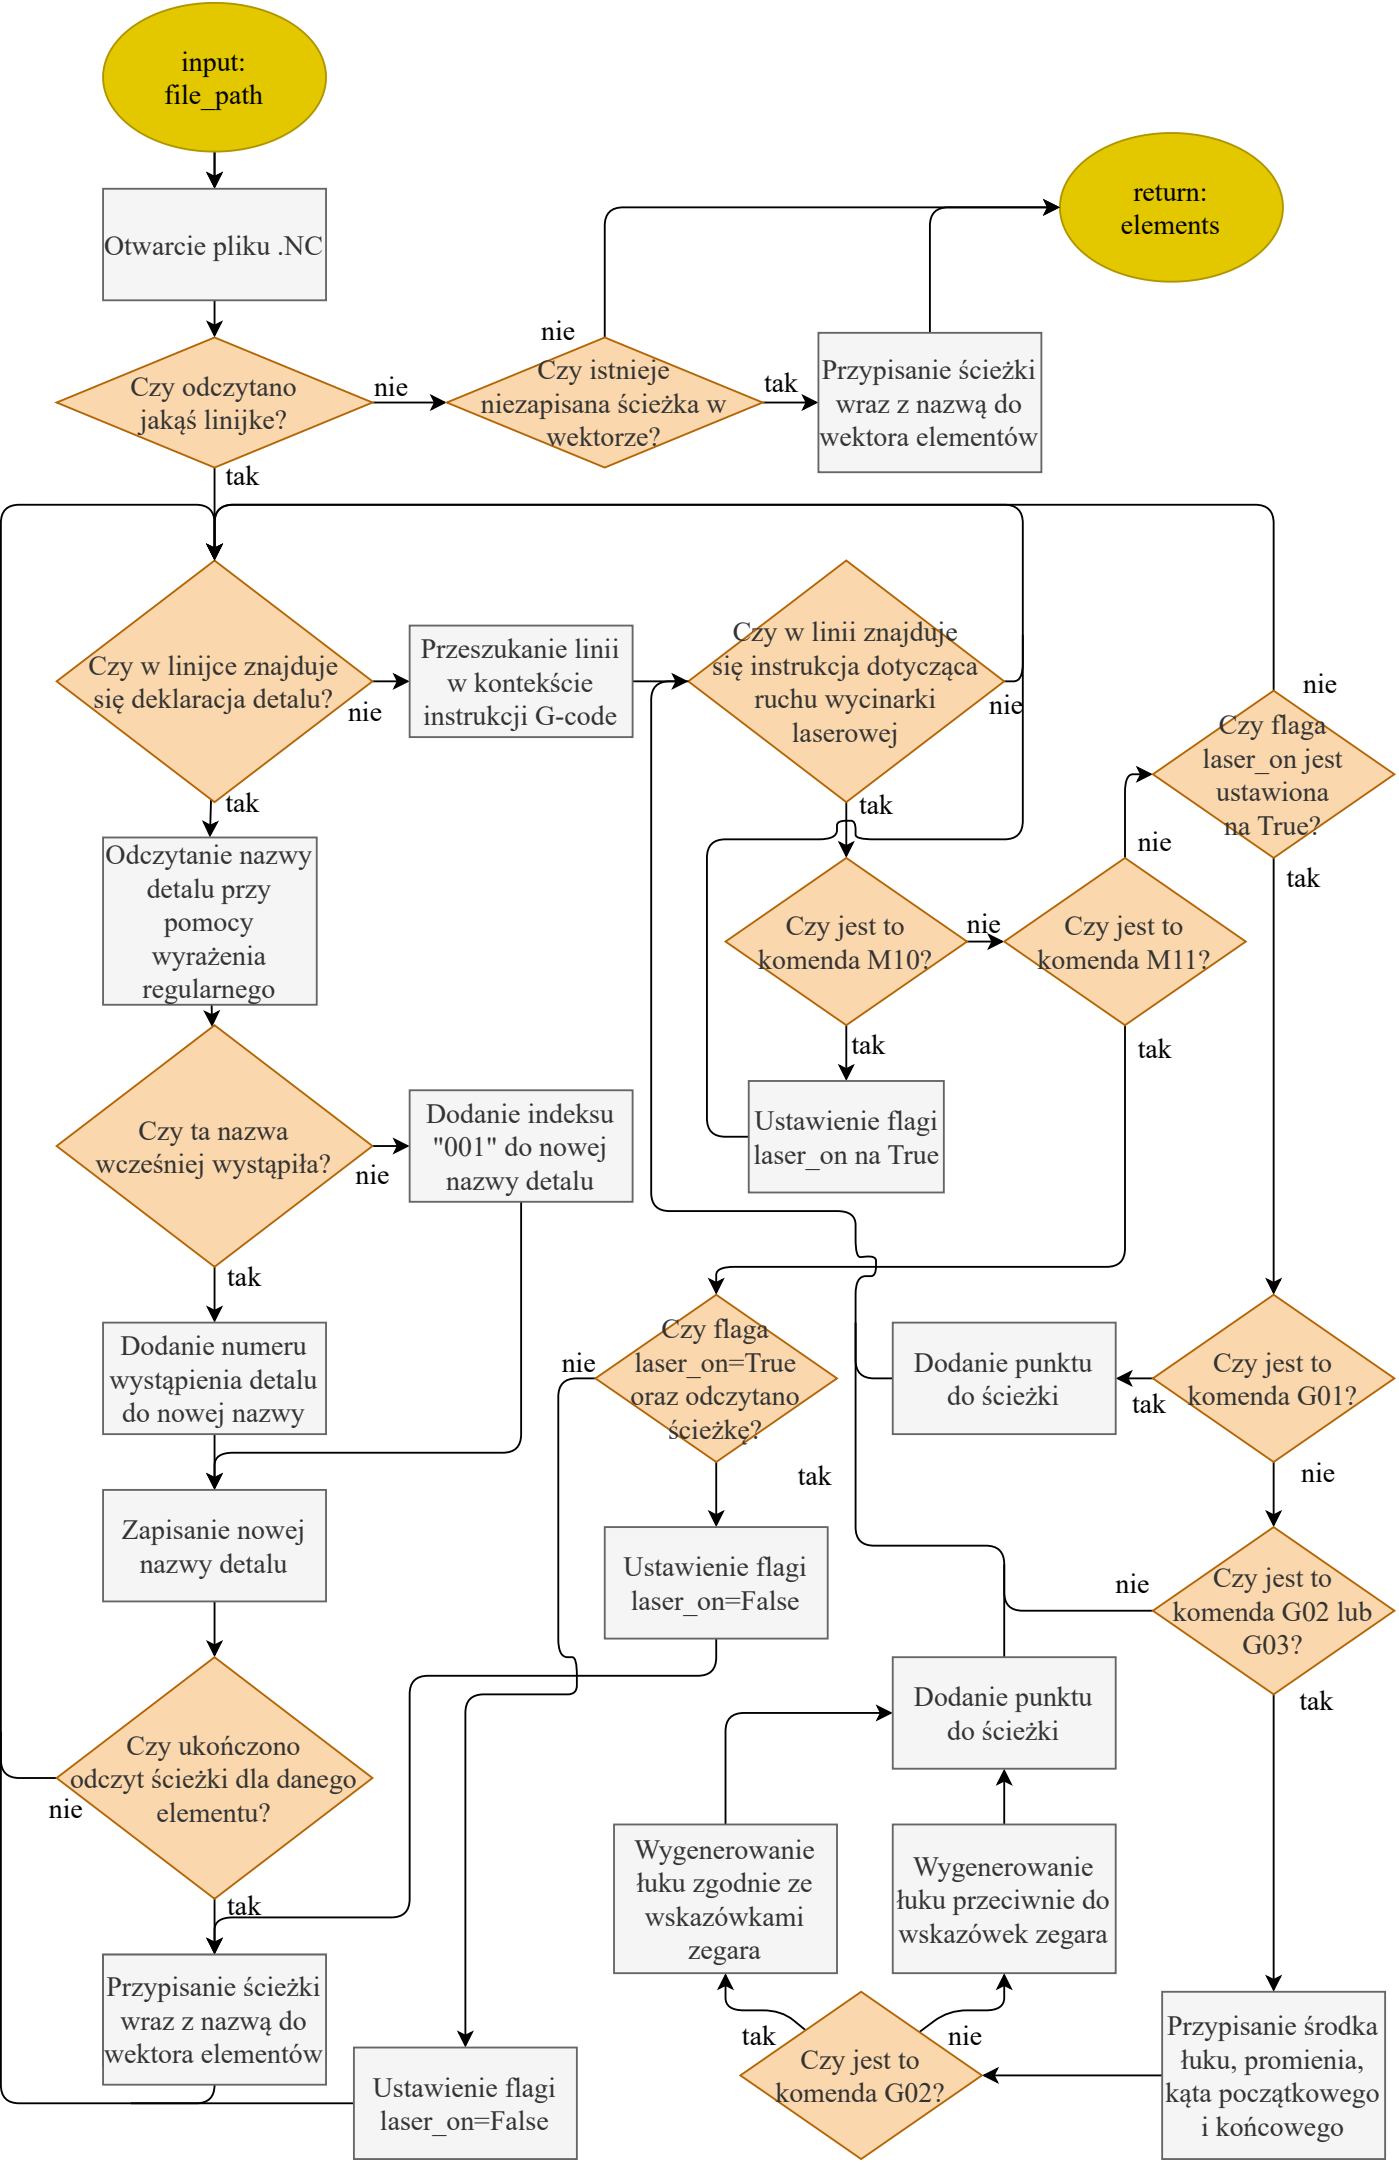 input:
file_path
return:
elements
Otwarcie pliku .NC
nie
Czy odczytano
jakąś linijke?
nie
Czy istnieje
niezapisana ścieżka w
wektorze?
tak
Przypisanie ścieżki
wraz z nazwą do
wektora elementów
tak
Czy w linijce znajduje
się deklaracja detalu?
nie
Przeszukanie linii
w kontekście
instrukcji G-code
Czy w linii znajduje
się instrukcja dotycząca
ruchu wycinarki
laserowej
nie
nie
Czy flaga
laser_on jest
ustawiona
na True?
tak
tak
tak
nie
Odczytanie nazwy
detalu przy
pomocy
wyrażenia
regularnego
Czy jest to
komenda M10?
nie
Czy jest to
komenda M11?
tak
tak
Czy ta nazwa
wcześniej wystąpiła?
nie
Dodanie indeksu
"001" do nowej
nazwy detalu
Ustawienie flagi
laser_on na True
tak
Dodanie numeru
wystąpienia detalu
do nowej nazwy
nie
Czy flaga
laser_on=True
oraz odczytano
ścieżkę?
tak
Dodanie punktu
do ścieżki
tak
Czy jest to
komenda G01?
nie
Zapisanie nowej
nazwy detalu
Ustawienie flagi
laser_on=False
nie
Czy jest to
komenda G02 lub
G03?
tak
Dodanie punktu
do ścieżki
Czy ukończono
odczyt ścieżki dla danego
elementu?
nie
tak
Wygenerowanie
łuku zgodnie ze
wskazówkami
zegara
Wygenerowanie
łuku przeciwnie do
wskazówek zegara
Przypisanie ścieżki
wraz z nazwą do
wektora elementów
Ustawienie flagi
laser_on=False
tak
nie
Czy jest to
komenda G02?
Przypisanie środka
łuku, promienia,
kąta początkowego
i końcowego